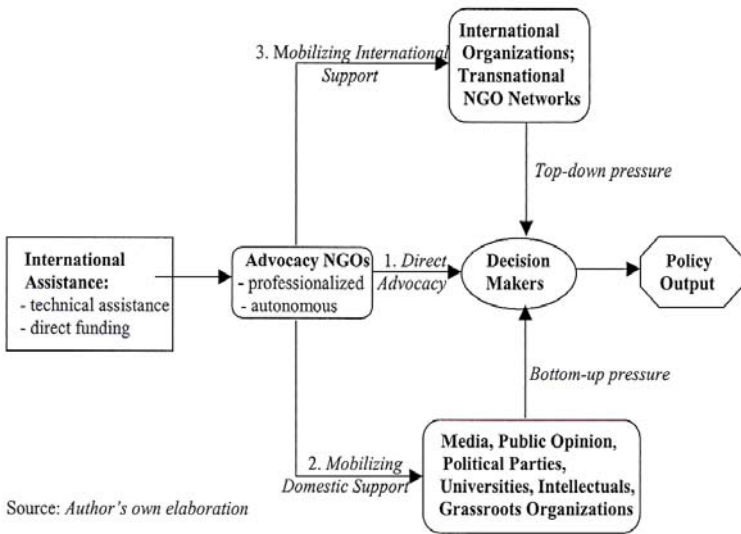 3. Mobilizing International
Support
International
Organizations;
Transnational
NGO Networks
Top-down pressure
International
Assistance:
- technical assistance
- direct funding
Advocacy NGOs
- professionalized
- autonomous
1. Direct
Advocacy
Decision
Makers
Policy
Output
Bottom-up pressure
2. Mobilizing
Domestic Support
Media, Public Opinion,
Political Parties,
Universities, Intellectuals,
Grassroots Organizations
Source: Author's own elaboration